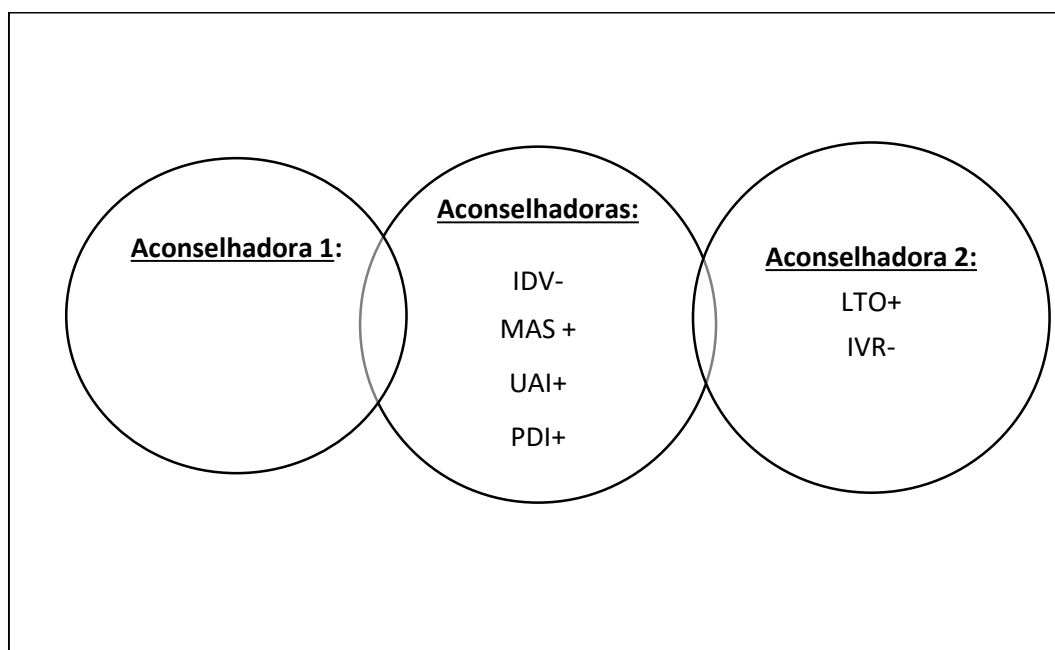 Aconselhadora 1:
Aconselhadoras:
IDV-
MAS +
UAI+
PDI+
Aconselhadora 2:
LTO+
IVR-